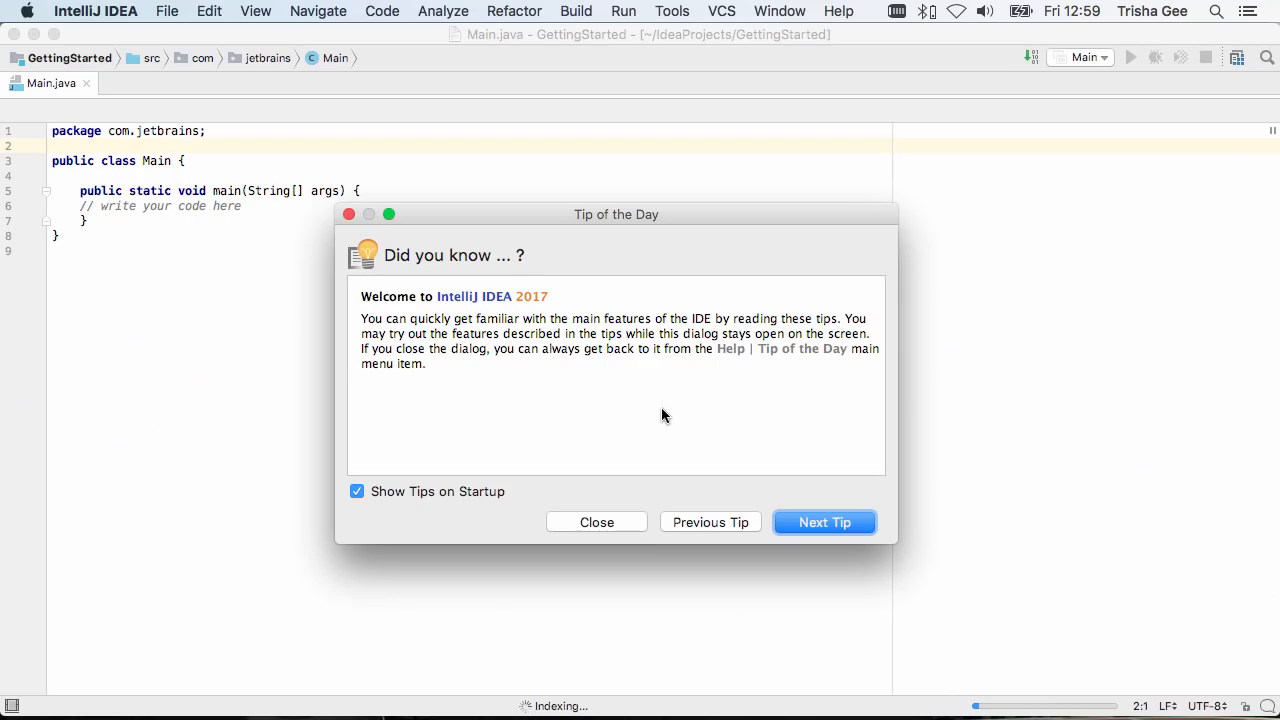 IntelliJ IDEA File Edit View Navigate Code Analyze Refactor Build Run Tools VCS Window Help Fri 12:59 Trisha Gee
Main.java - GettingStarted - [~/IdeaProjects/GettingStarted]
GettingStarted src com jetbrains Main Main
Main.java
1 package com.jetbrains;
2
3 public class Main {
4
5 public static void main(String[] args) {
6 // write your code here
7 }
8 }
9
Tip of the Day
Did you know ... ?
Welcome to IntelliJ IDEA 2017
You can quickly get familiar with the main features of the IDE by reading these tips. You
may try out the features described in the tips while this dialog stays open on the screen.
If you close the dialog, you can always get back to it from the Help | Tip of the Day main
menu item.
Show Tips on Startup
Close Previous Tip Next Tip
Indexing... 2:1 LF UTF-8